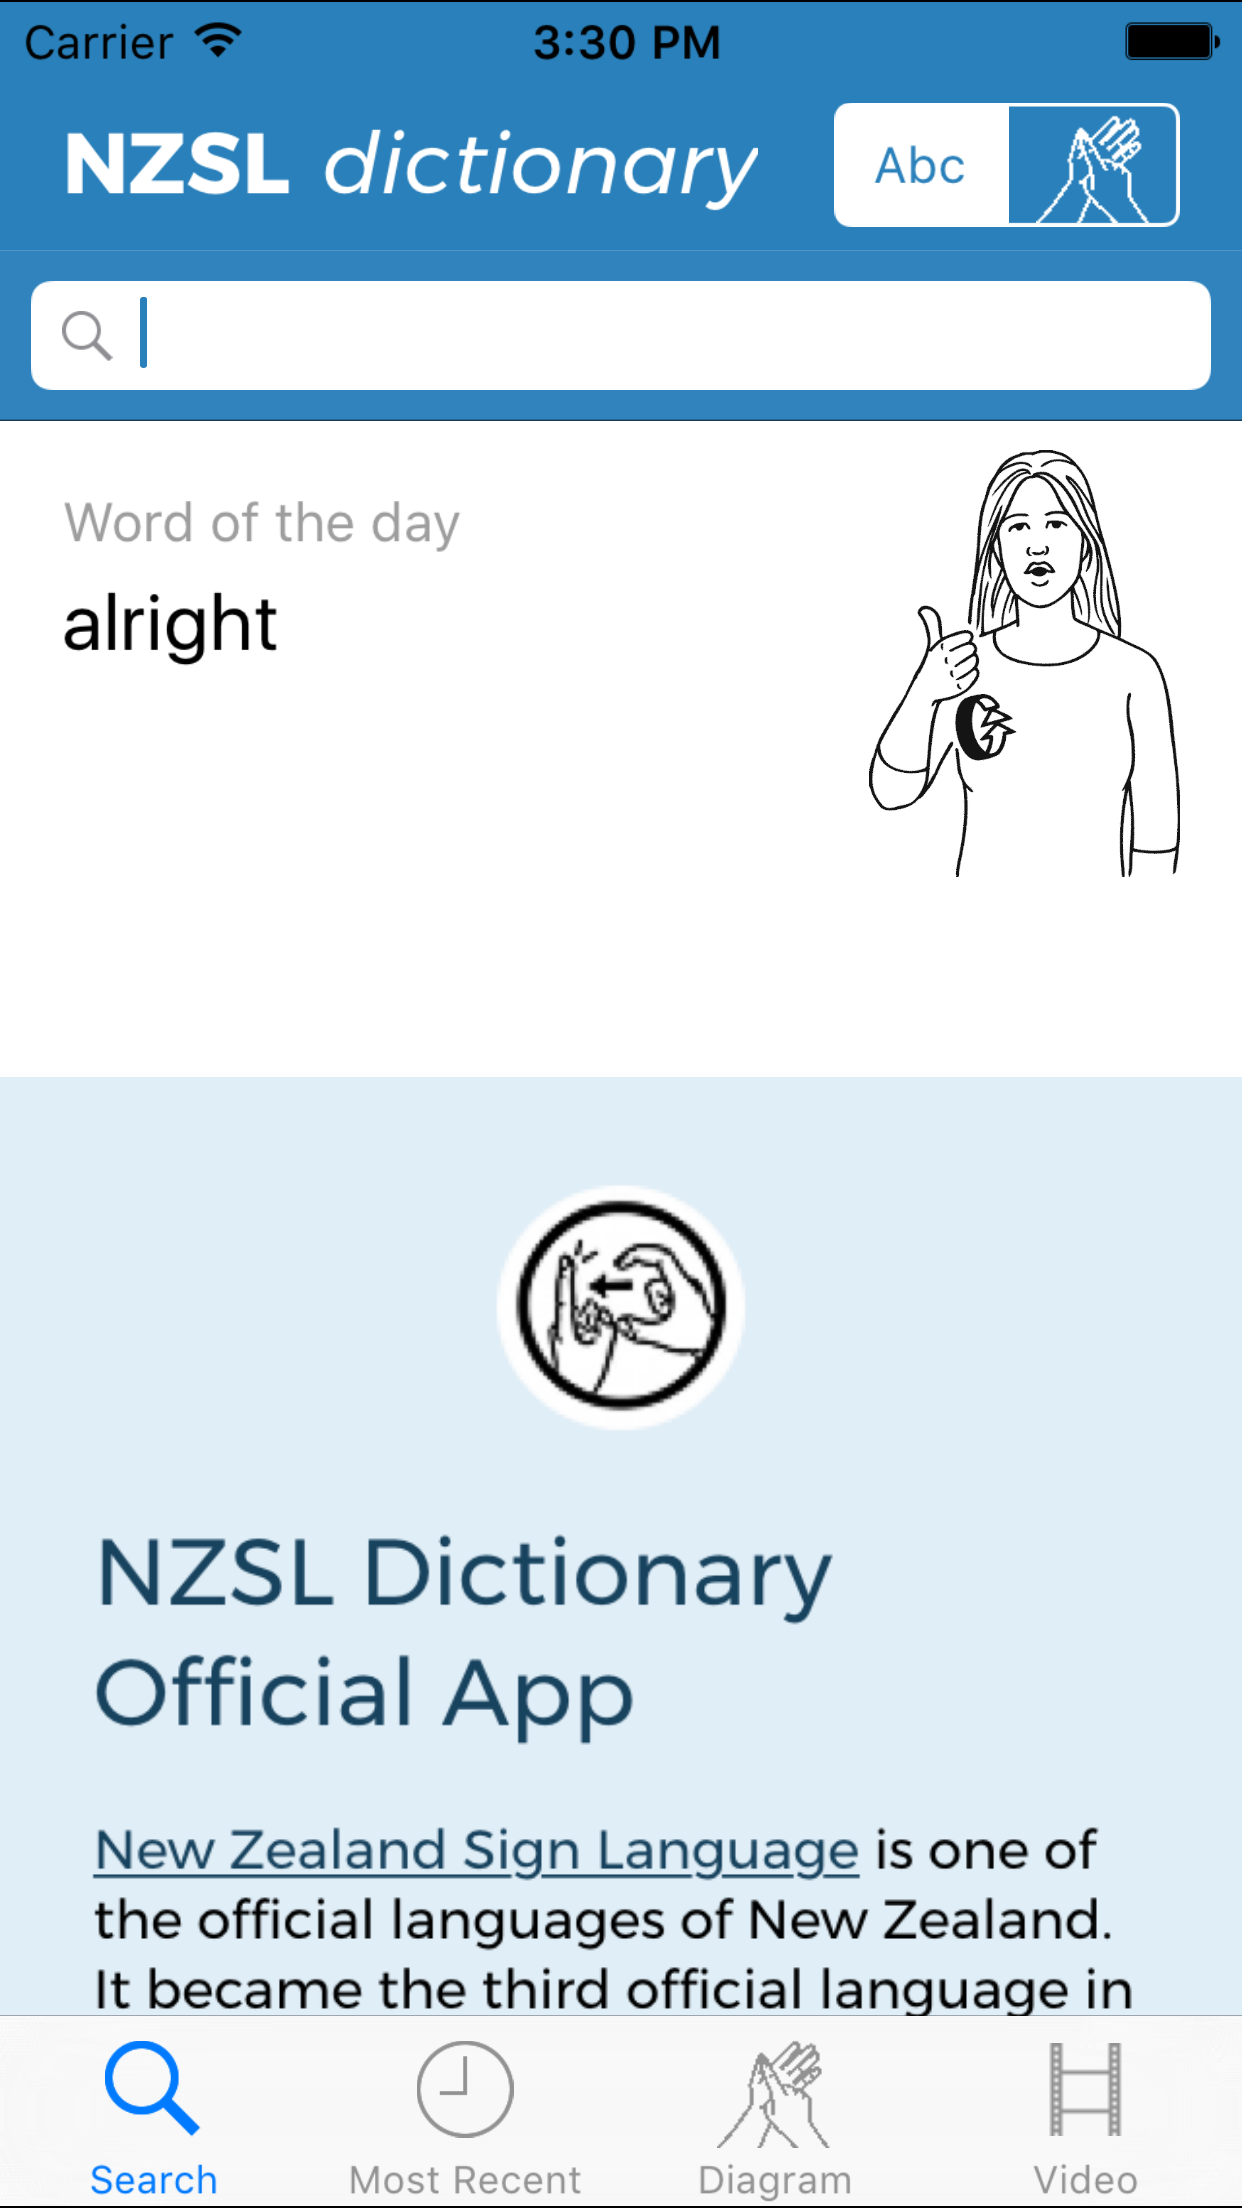 Carrier 3:30 PM
NZSL dictionary Abc
Word of the day
alright
NZSL Dictionary
Official App
New Zealand Sign Language is one of
the official languages of New Zealand.
It became the third official language in
Search Most Recent Diagram Video